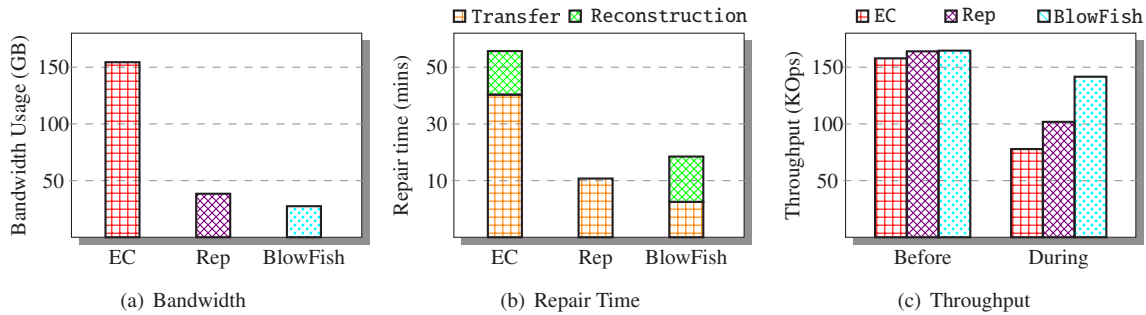 Bandwidth Usage (GB)
150
100
50
EC Rep BlowFish
(a) Bandwidth
Transfer Reconstruction
Repair time (mins)
50
30
10
EC Rep BlowFish
(b) Repair Time
EC Rep BlowFish
Throughput (KOps)
150
100
50
Before During
(c) Throughput